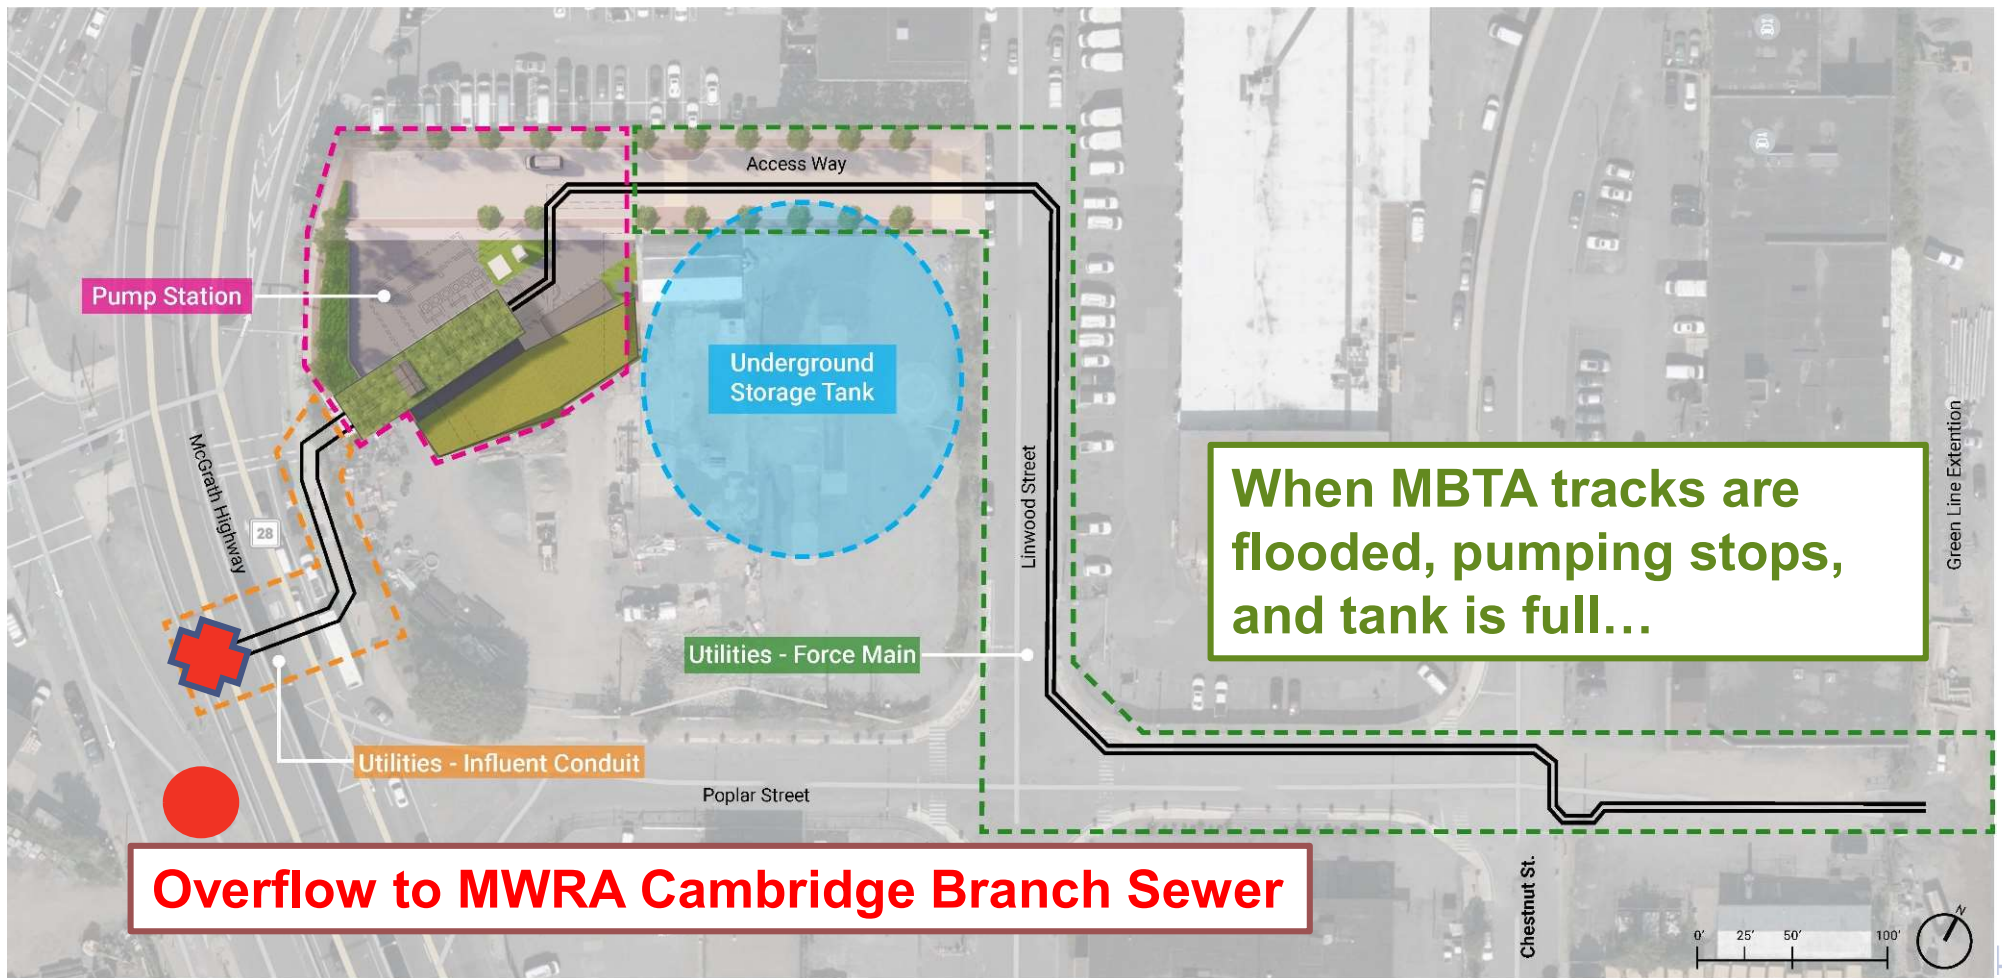 Access Way
Pump Station
Underground
Storage Tank
McGrath Highway
28
Linwood Street
Green Line Extention
When MBTA tracks are
flooded, pumping stops,
and tank is full…
Utilities - Force Main
Utilities - Influent Conduit
Poplar Street
Overflow to MWRA Cambridge Branch Sewer
Chestnut St.
0' 25' 50' 100'
N